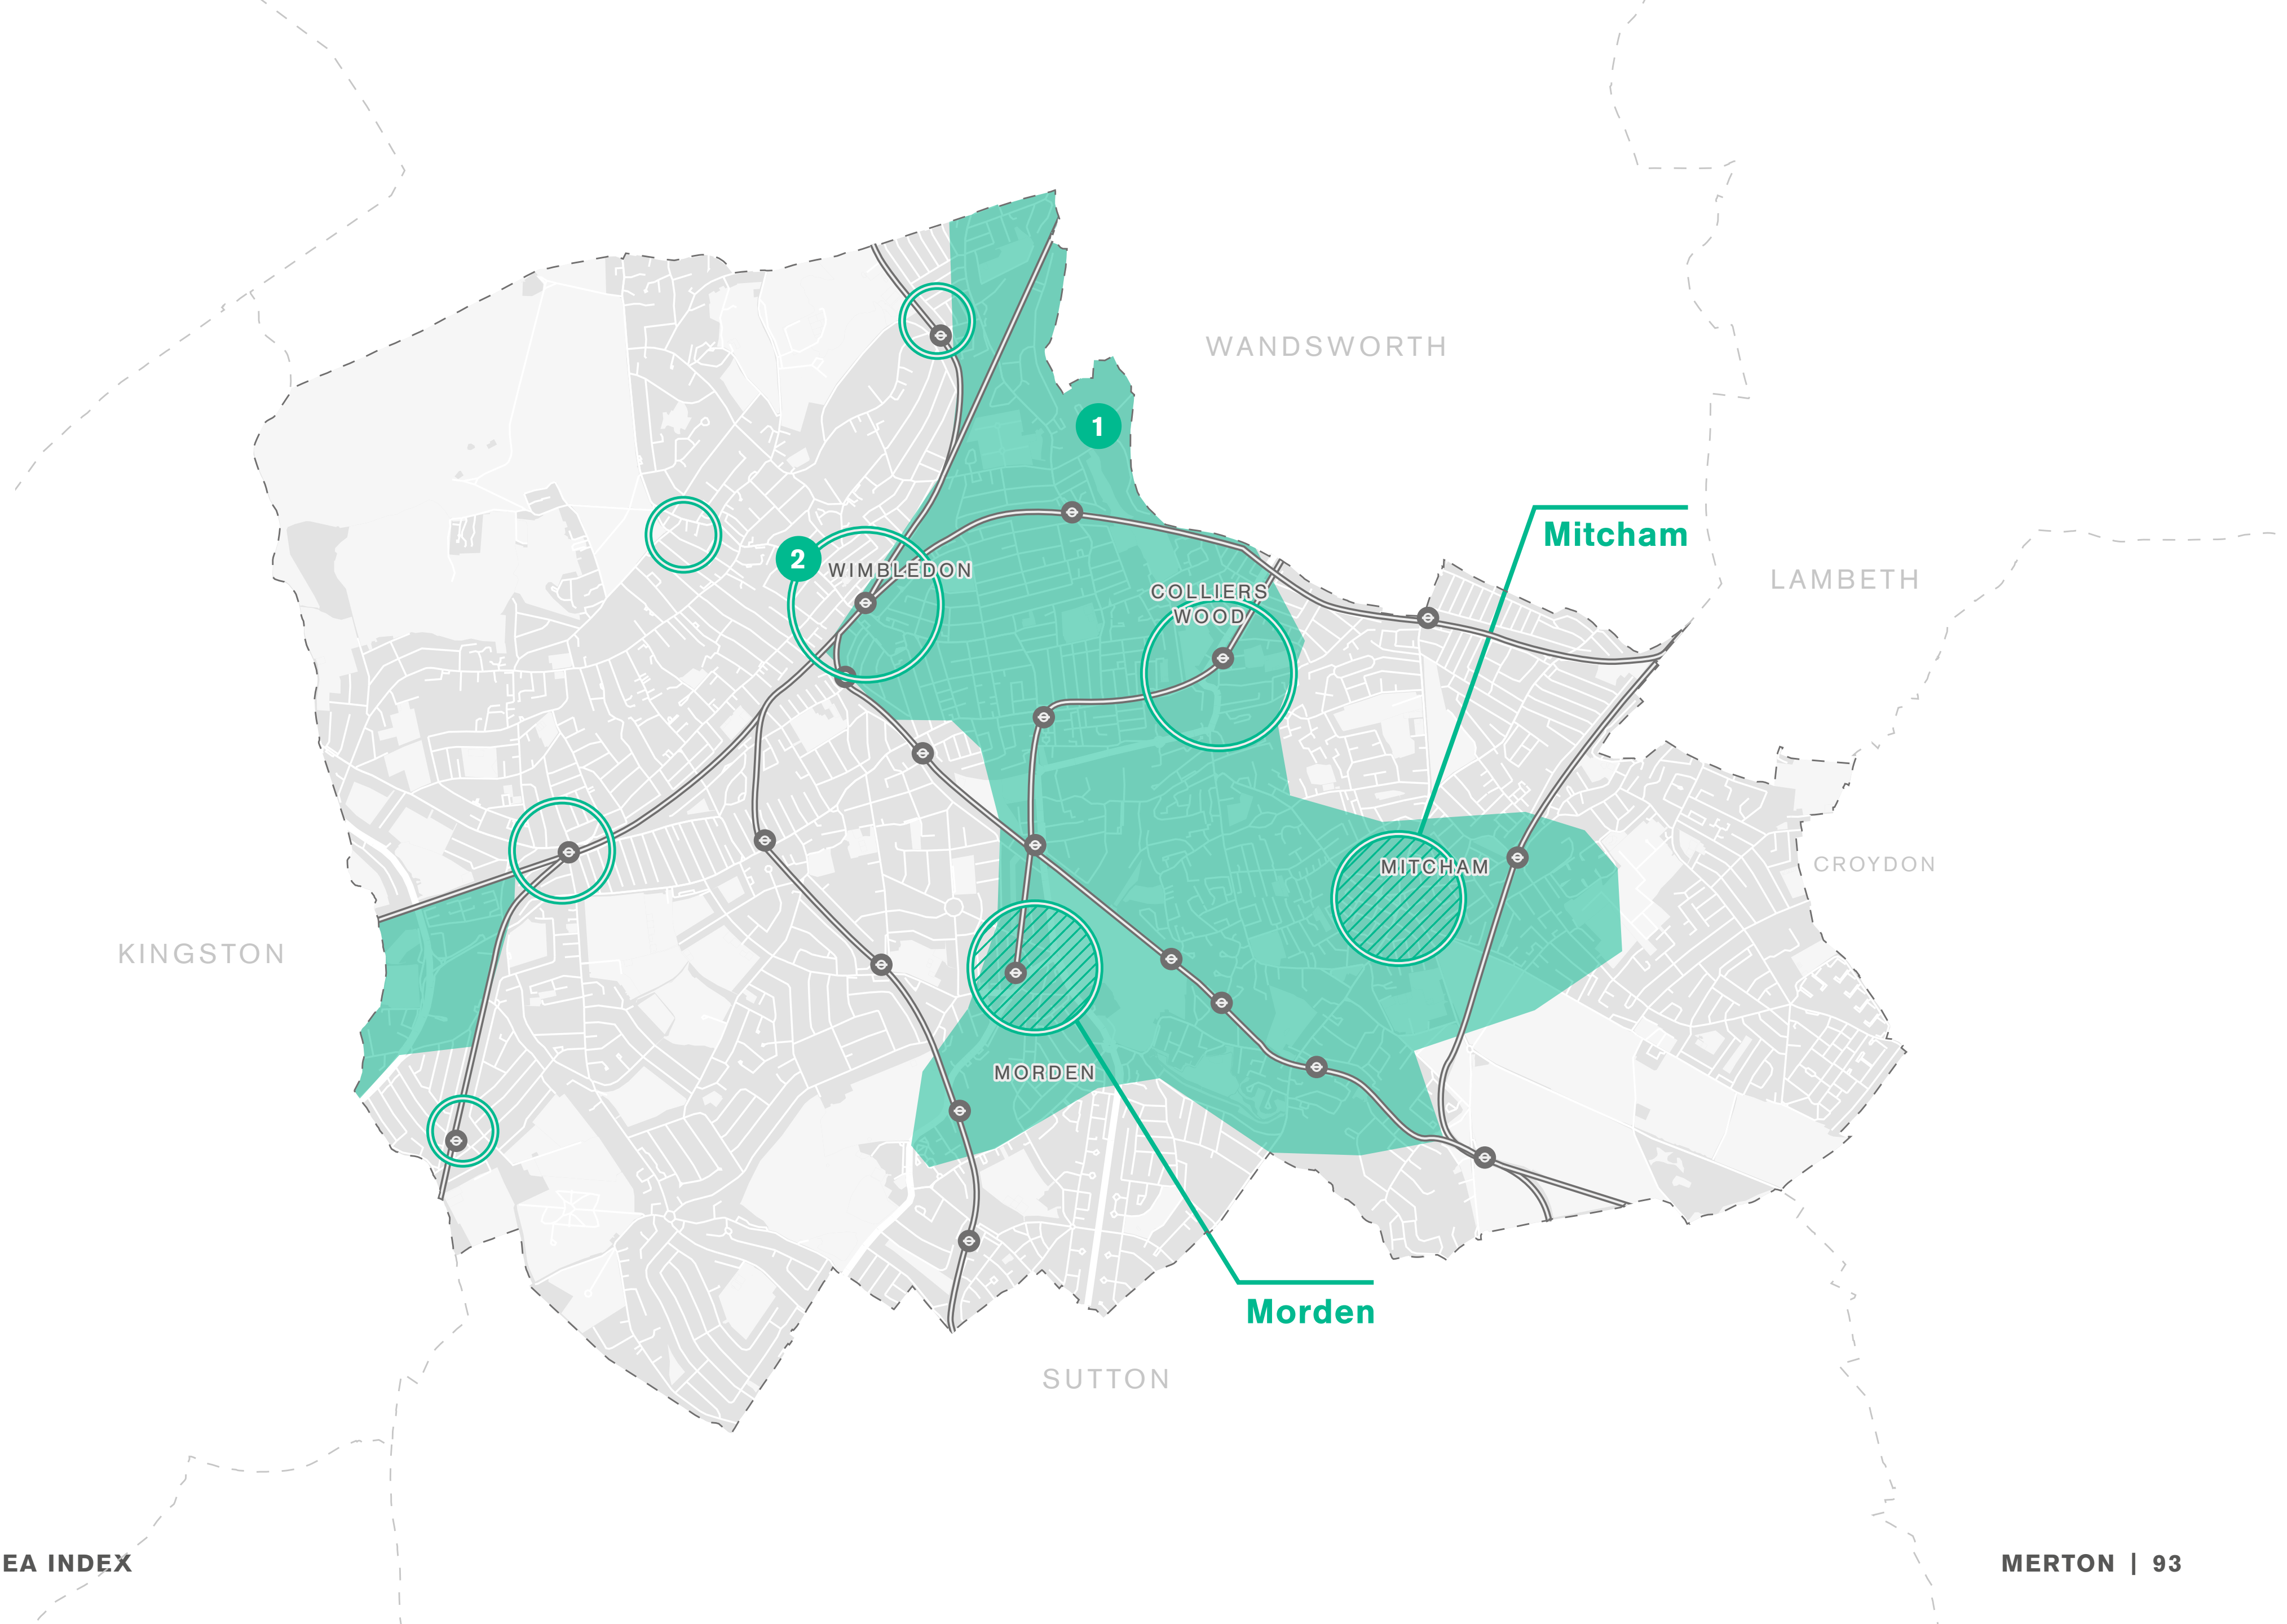 WANDSWORTH
1
Mitcham
2
WIMBLEDON
COLLIERS
WOOD
LAMBETH
MITCHAM
CROYDON
KINGSTON
MORDEN
Morden
SUTTON
EA INDEX
MERTON | 93